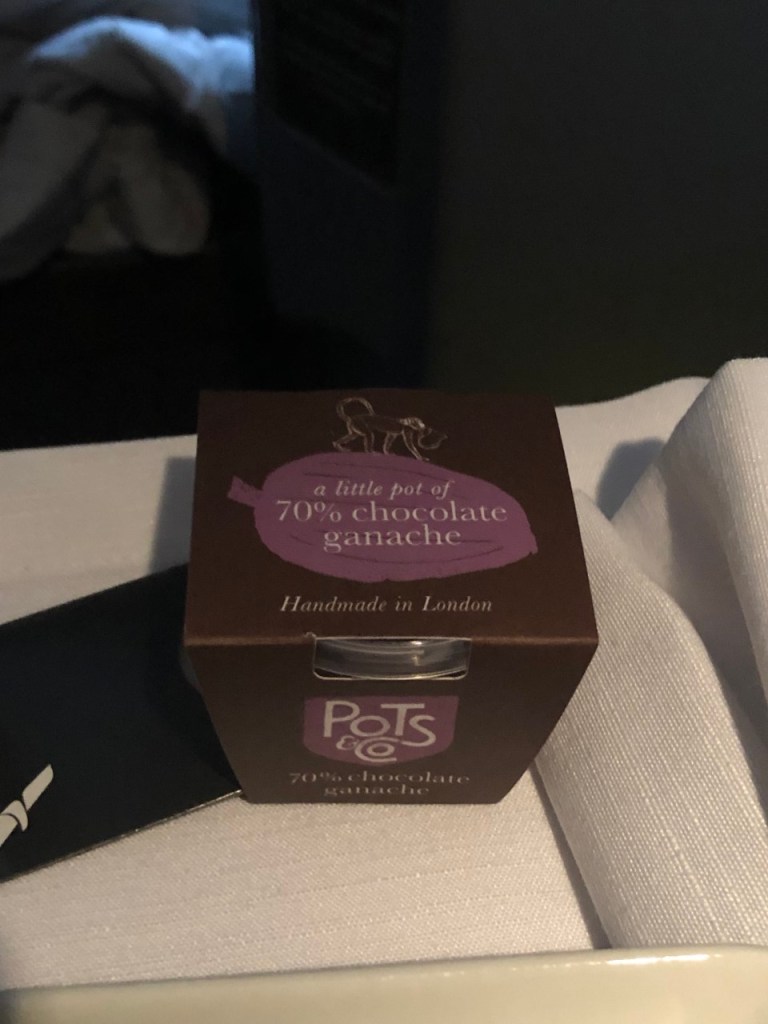 a little pot of
70% chocolate
ganache
Handmade in London
PoTS
& Co
70% chocolate
ganache